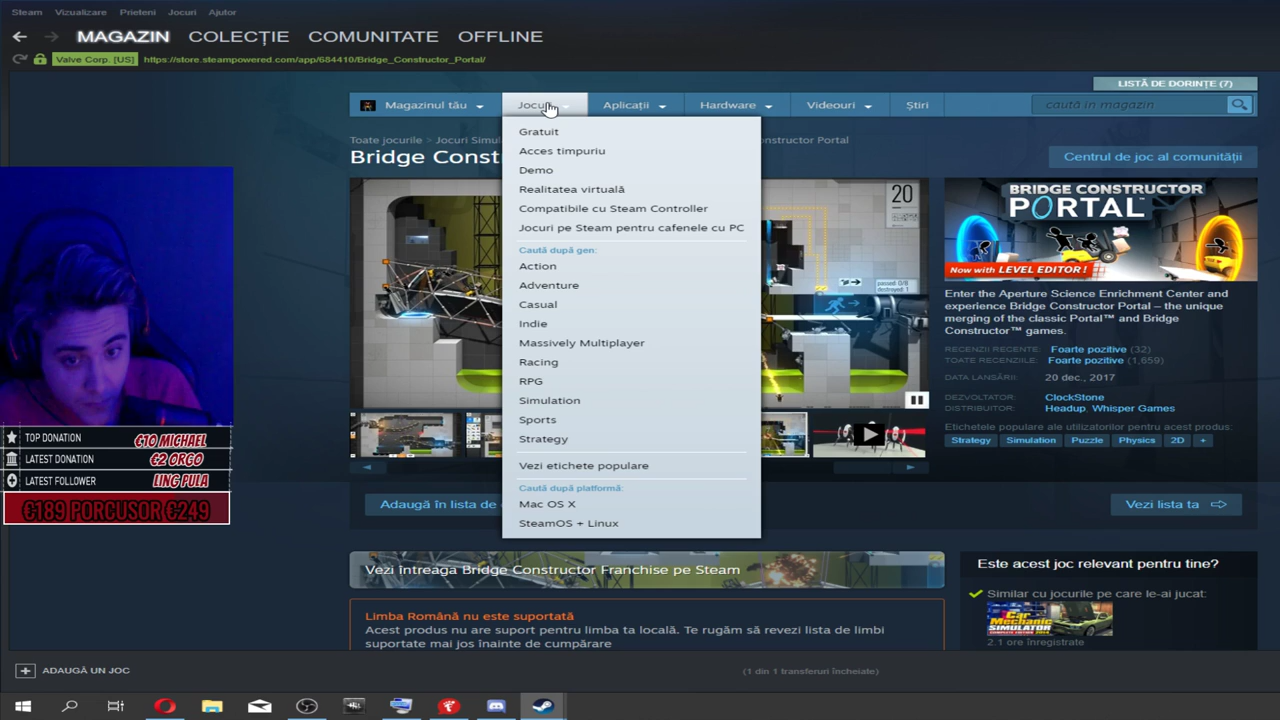 Steam Vizualizare Prieteni Jocuri Ajutor
MAGAZIN COLECȚIE COMUNITATE OFFLINE
Valve Corp. [US] https://store.steampowered.com/app/684410/Bridge_Constructor_Portal/
LISTĂ DE DORINȚE (7)
Magazinul tău Aplicații Hardware Videouri Știri caută în magazin
Toate jocurile > Jocuri
Bridge Const
Centrul de joc al comunității
Gratuit
Acces timpuriu
Demo
Realitatea virtuală
Compatibile cu Steam Controller
Jocuri pe Steam pentru cafenele cu PC
Caută după gen:
Action
Adventure
Casual
Indie
Massively Multiplayer
Racing
RPG
Simulation
Sports
Strategy
Vezi etichete populare
Caută după platformă:
Mac OS X
SteamOS + Linux
20
BRIDGE CONSTRUCTOR
PORTAL™
Now with LEVEL EDITOR !
Enter the Aperture Science Enrichment Center and
experience Bridge Constructor Portal – the unique
merging of the classic Portal™ and Bridge
Constructor™ games.
RECENZII RECENTE: Foarte pozitive (32)
TOATE RECENZIILE: Foarte pozitive (1,659)
DATA LANSĂRII: 20 dec., 2017
DEZVOLTATOR: ClockStone
DISTRIBUITOR: Headup, Whisper Games
Etichetele populare ale utilizatorilor pentru acest produs:
Strategy Simulation Puzzle Physics 2D +
Adaugă în lista de
Vezi lista ta
TOP DONATION €10 MICHAEL
LATEST DONATION €2 ORGO
LATEST FOLLOWER LING PULA
€189 PORCUSOR €249
Vezi întreaga Bridge Constructor Franchise pe Steam
Limba Română nu este suportată
Acest produs nu are suport pentru limba ta locală. Te rugăm să revezi lista de limbi
suportate mai jos înainte de cumpărare
Este acest joc relevant pentru tine?
Similar cu jocurile pe care le-ai jucat:
Car
Mechanic
SIMULATOR
2.1 ore înregistrate
ADAUGĂ UN JOC
(1 din 1 transferuri încheiate)